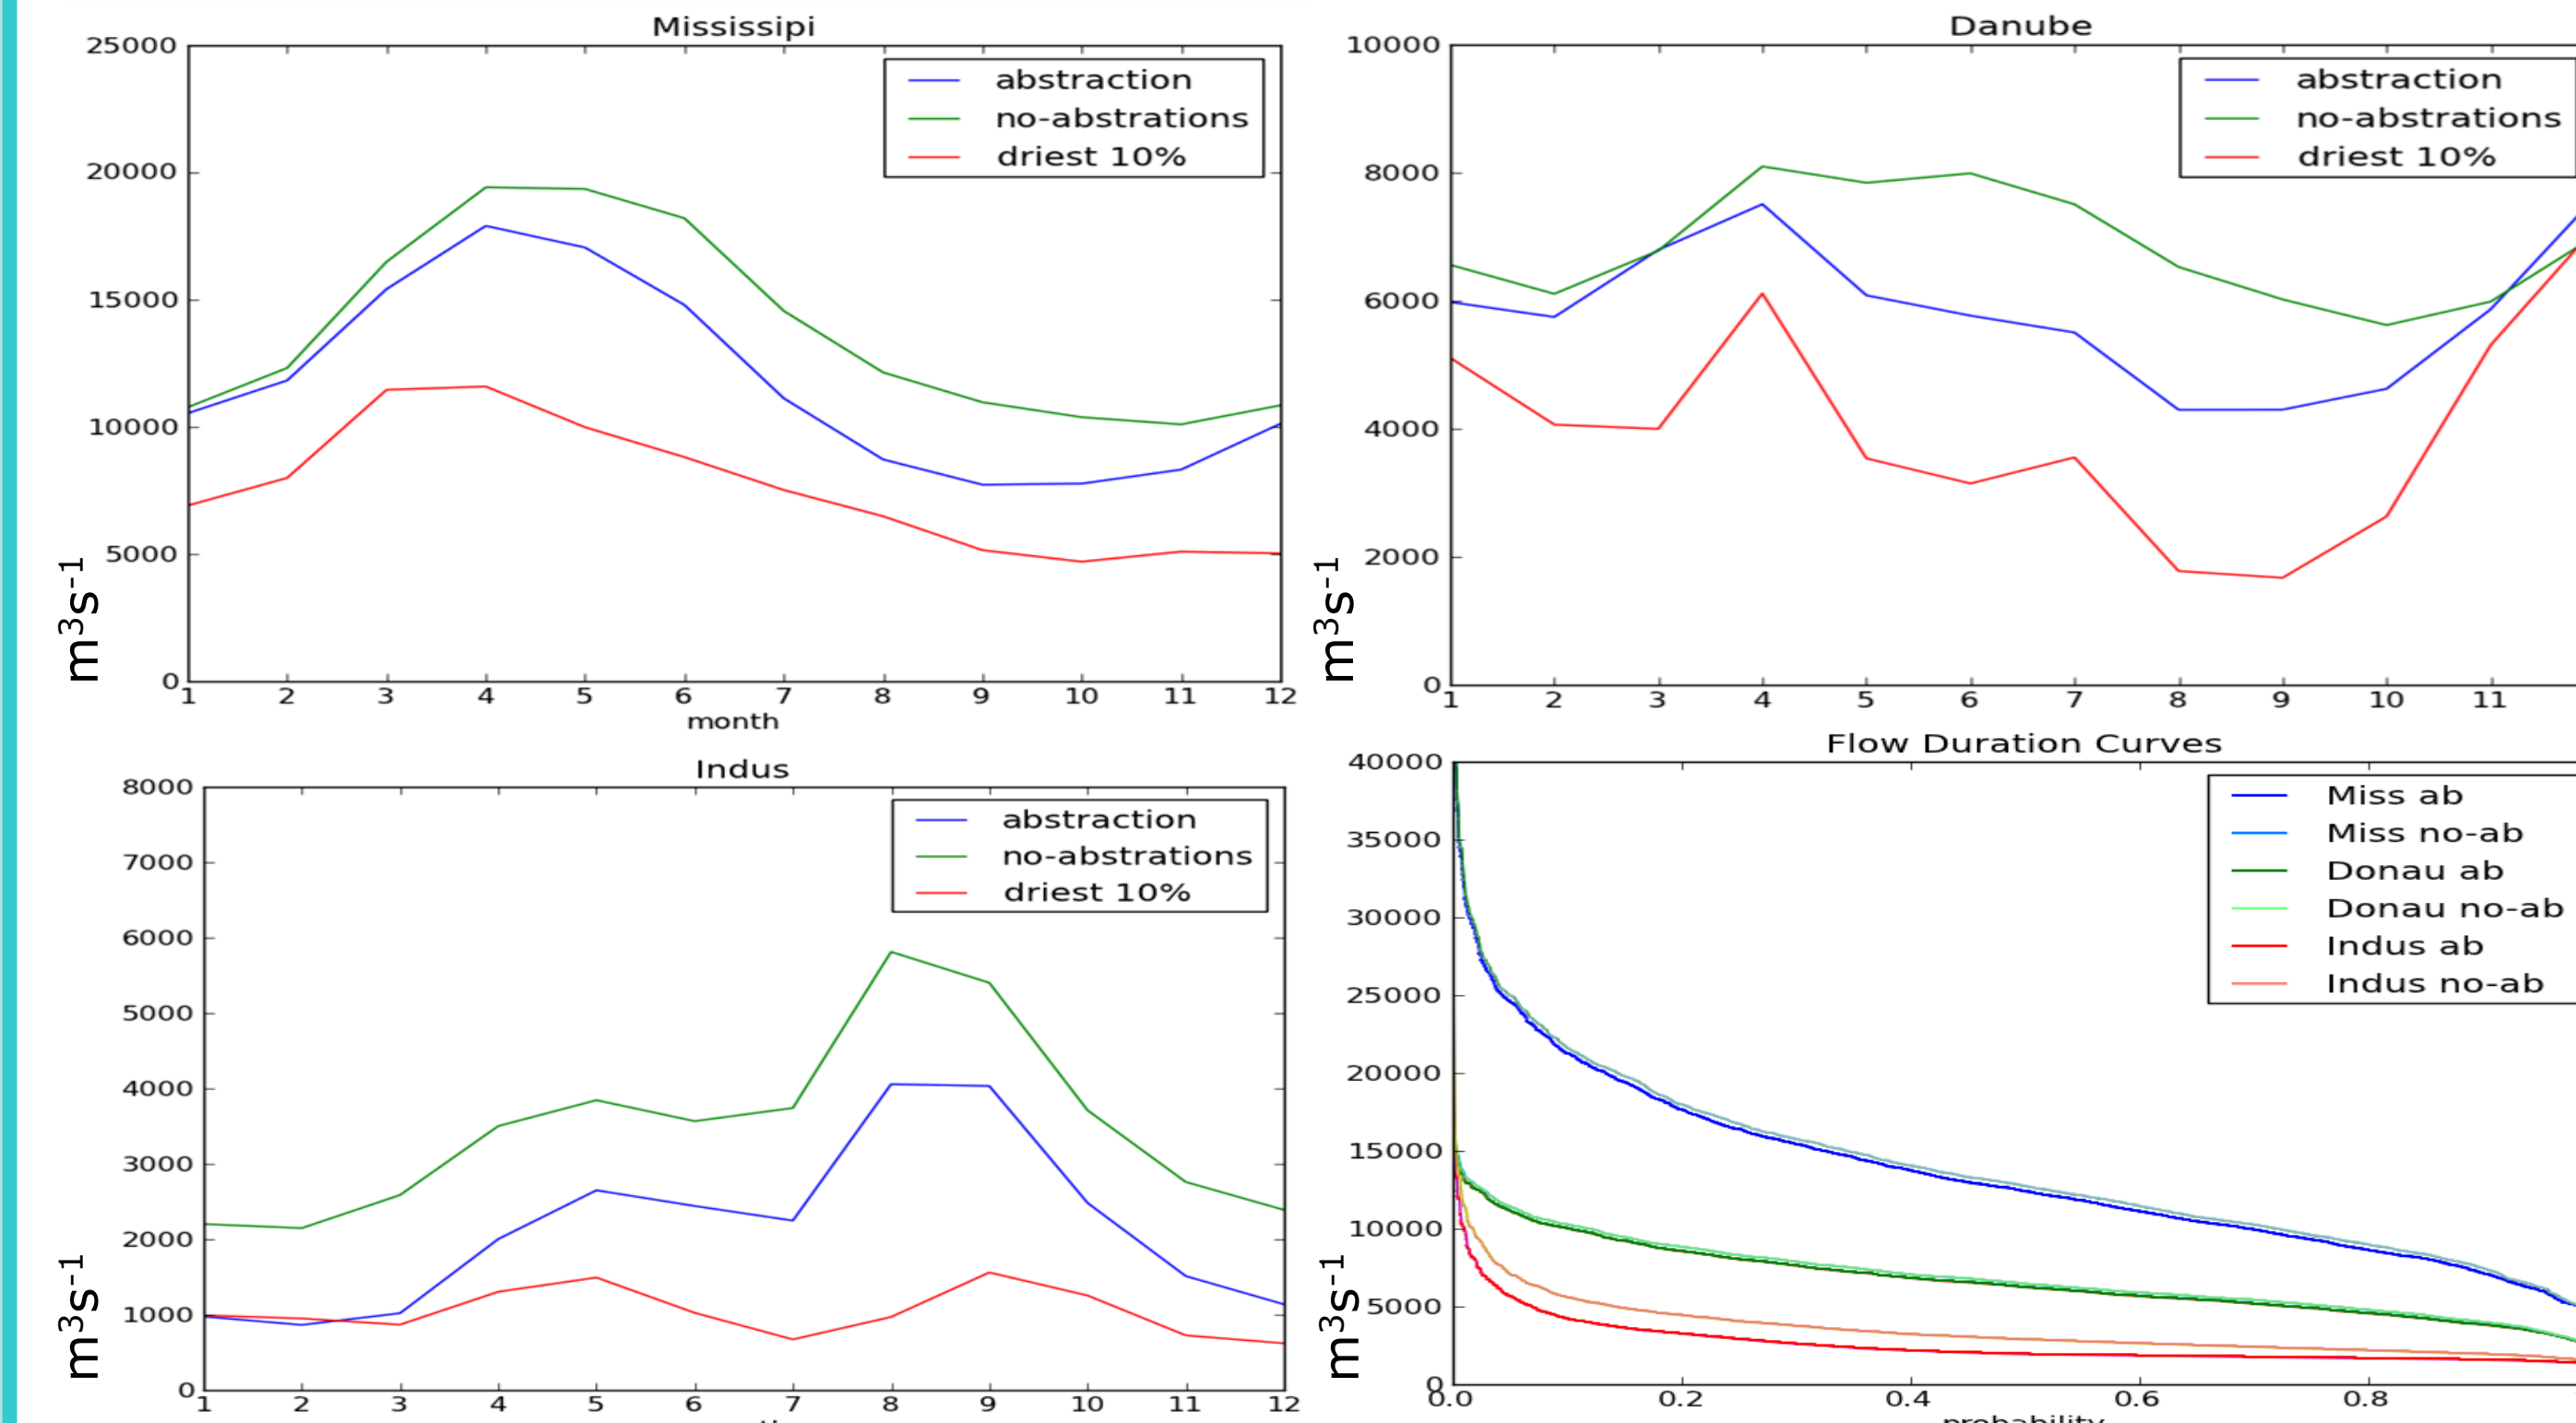 Mississipi
25000
20000
15000
10000
5000
0
m³s⁻¹
abstraction
no-abstrations
driest 10%
1 2 3 4 5 6 7 8 9 10 11 12
month
Danube
10000
8000
6000
4000
2000
0
m³s⁻¹
abstraction
no-abstrations
driest 10%
1 2 3 4 5 6 7 8 9 10 11
Indus
8000
7000
6000
5000
4000
3000
2000
1000
0
m³s⁻¹
abstraction
no-abstrations
driest 10%
1 2 3 4 5 6 7 8 9 10 11 12
Flow Duration Curves
40000
35000
30000
25000
20000
15000
10000
5000
0
m³s⁻¹
Miss ab
Miss no-ab
Donau ab
Donau no-ab
Indus ab
Indus no-ab
0.0 0.2 0.4 0.6 0.8
probability